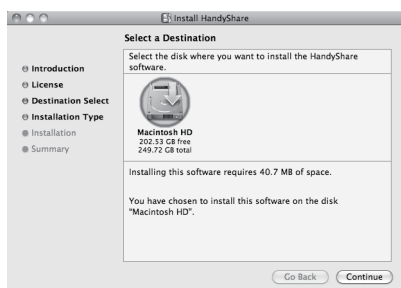 Install HandyShare
Select a Destination
Introduction
License
Destination Select
Installation Type
Installation
Summary
Select the disk where you want to install the HandyShare
software.
Macintosh HD
202.53 GB free
249.72 GB total
Installing this software requires 40.7 MB of space.
You have chosen to install this software on the disk
"Macintosh HD".
Go Back
Continue